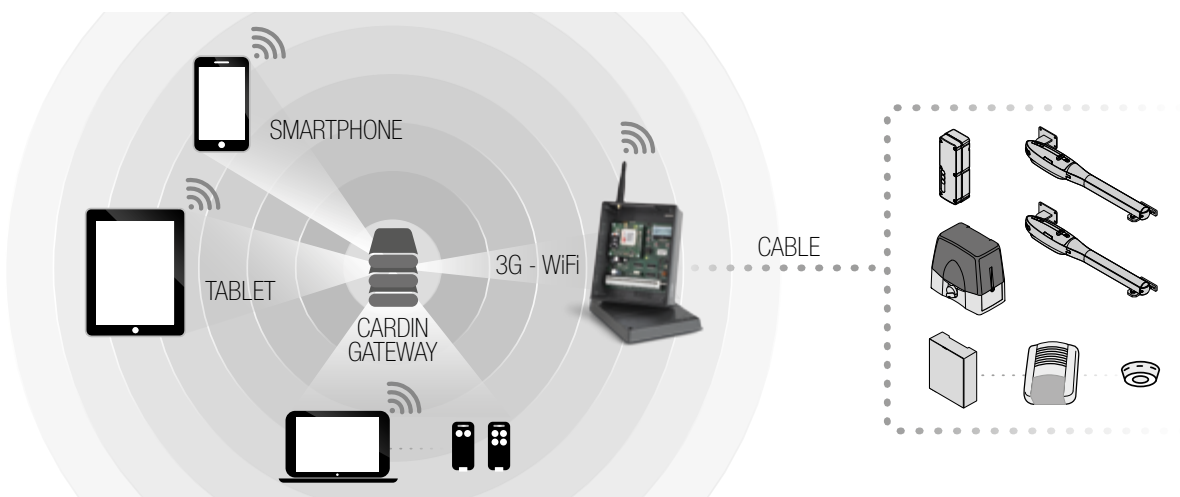 SMARTPHONE
TABLET
CARDIN
GATEWAY
3G - WiFi
CABLE